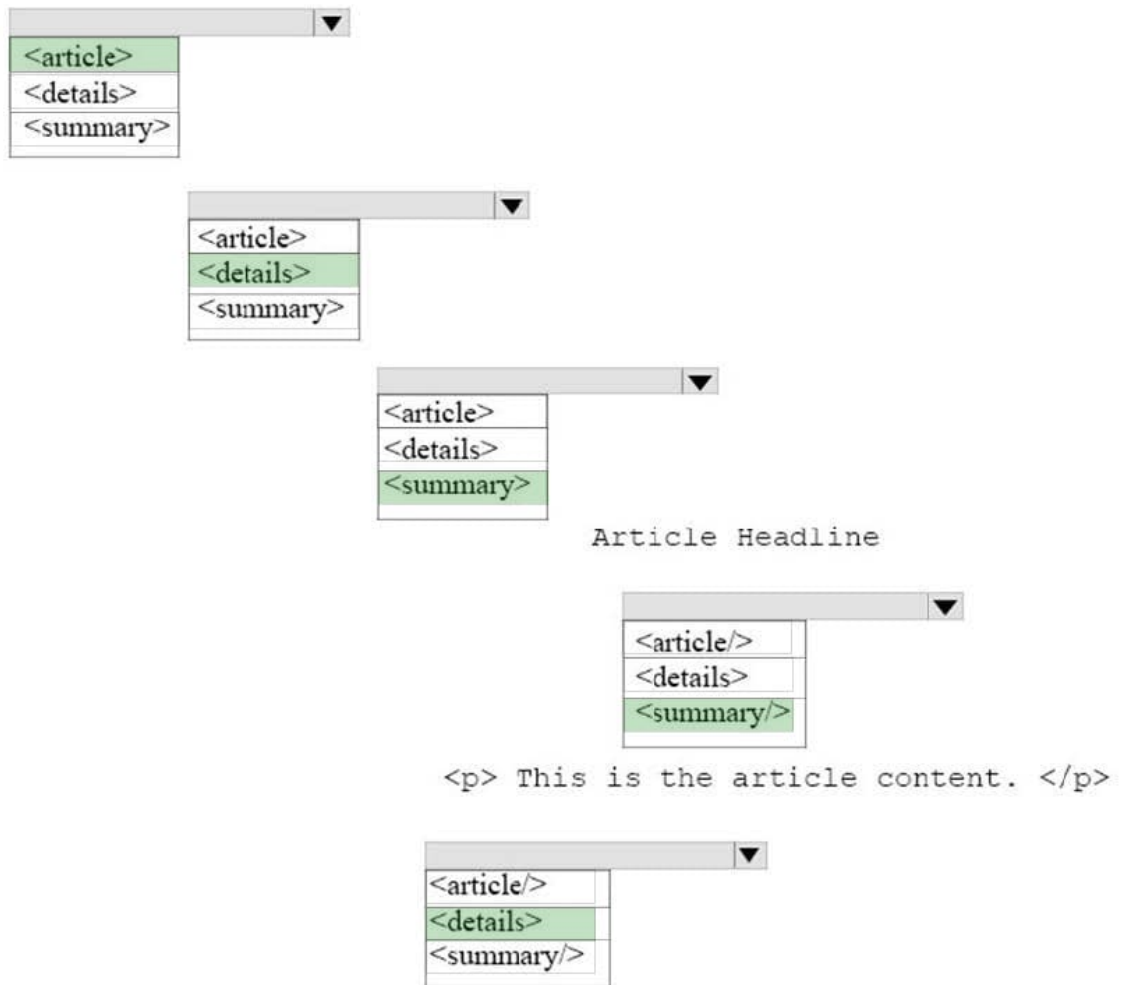 <article>
<details>
<summary>
<article>
<details>
<summary>
<article>
<details>
<summary>
Article Headline
<article/>
<details>
<summary/>
<p> This is the article content. </p>
<article/>
<details>
<summary/>